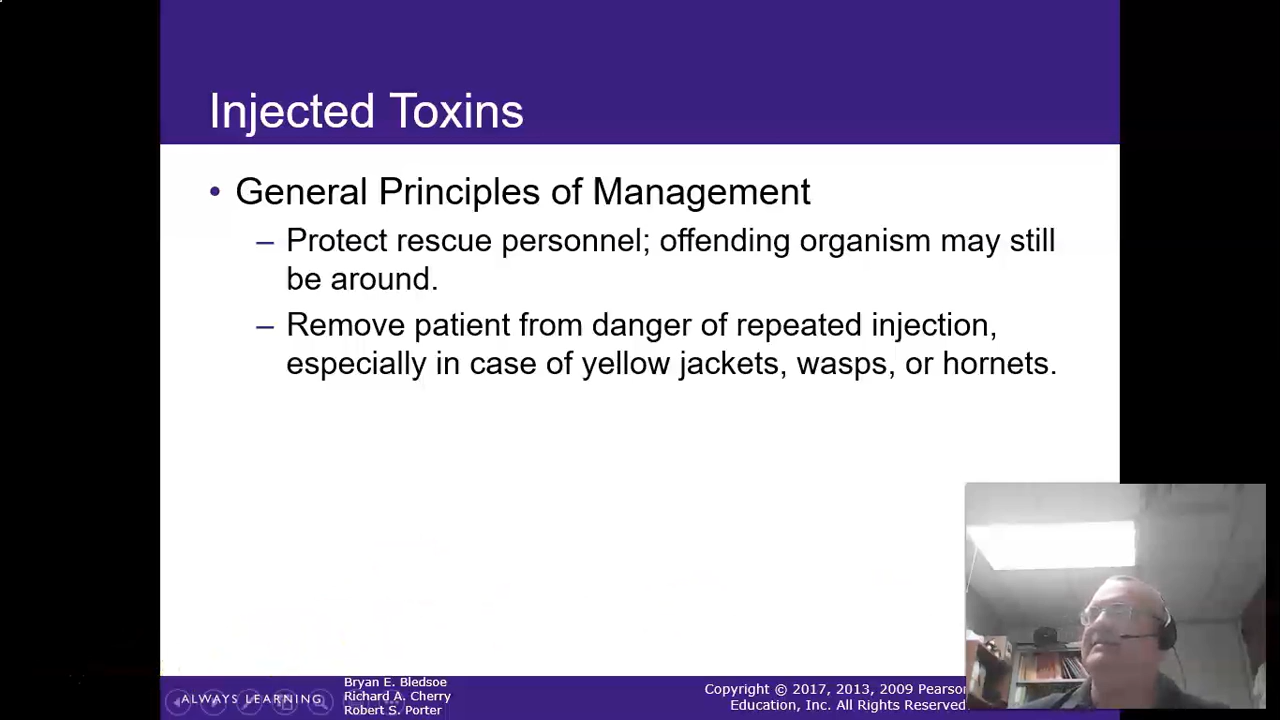 Injected Toxins
• General Principles of Management
– Protect rescue personnel; offending organism may still
be around.
– Remove patient from danger of repeated injection,
especially in case of yellow jackets, wasps, or hornets.
ALWAYS LEARNING
Bryan E. Bledsoe
Richard A. Cherry
Robert S. Porter
Copyright © 2017, 2013, 2009 Pearson
Education, Inc. All Rights Reserved